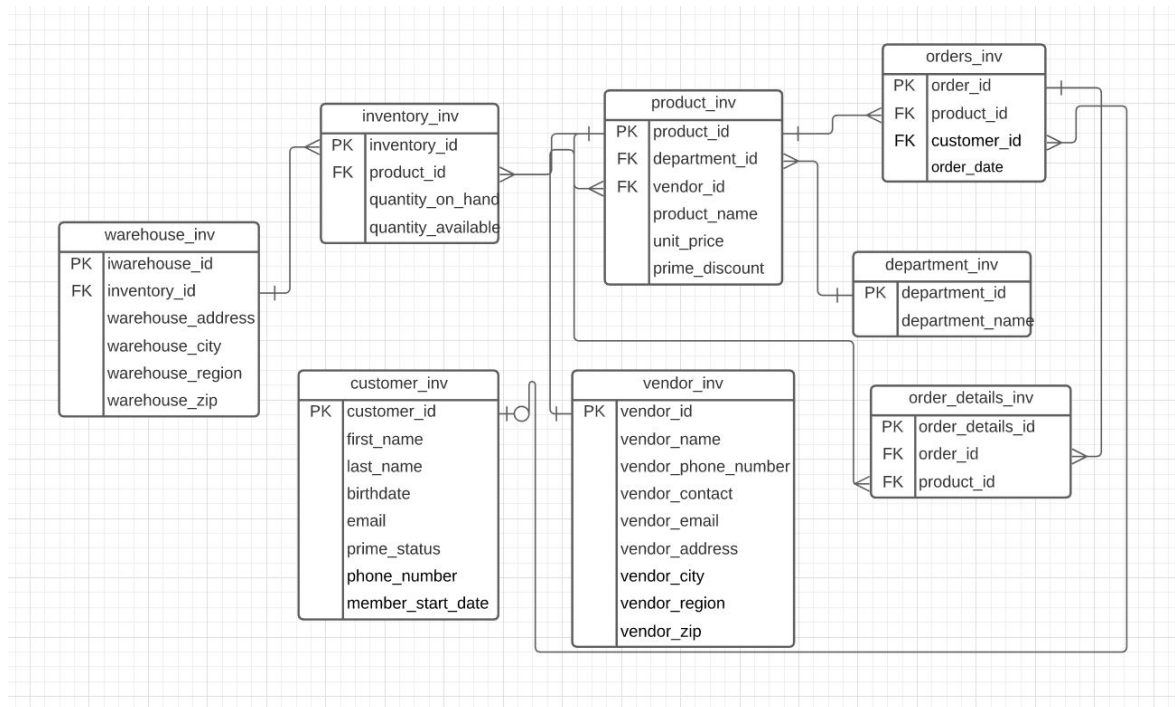 orders_inv
PK order_id
FK product_id
FK customer_id
order_date
product_inv
PK product_id
FK department_id
FK vendor_id
product_name
unit_price
prime_discount
inventory_inv
PK inventory_id
FK product_id
quantity_on_hand
quantity_available
warehouse_inv
PK iwarehouse_id
FK inventory_id
warehouse_address
warehouse_city
warehouse_region
warehouse_zip
department_inv
PK department_id
department_name
customer_inv
PK customer_id
first_name
last_name
birthdate
email
prime_status
phone_number
member_start_date
vendor_inv
PK vendor_id
vendor_name
vendor_phone_number
vendor_contact
vendor_email
vendor_address
vendor_city
vendor_region
vendor_zip
order_details_inv
PK order_details_id
FK order_id
FK product_id